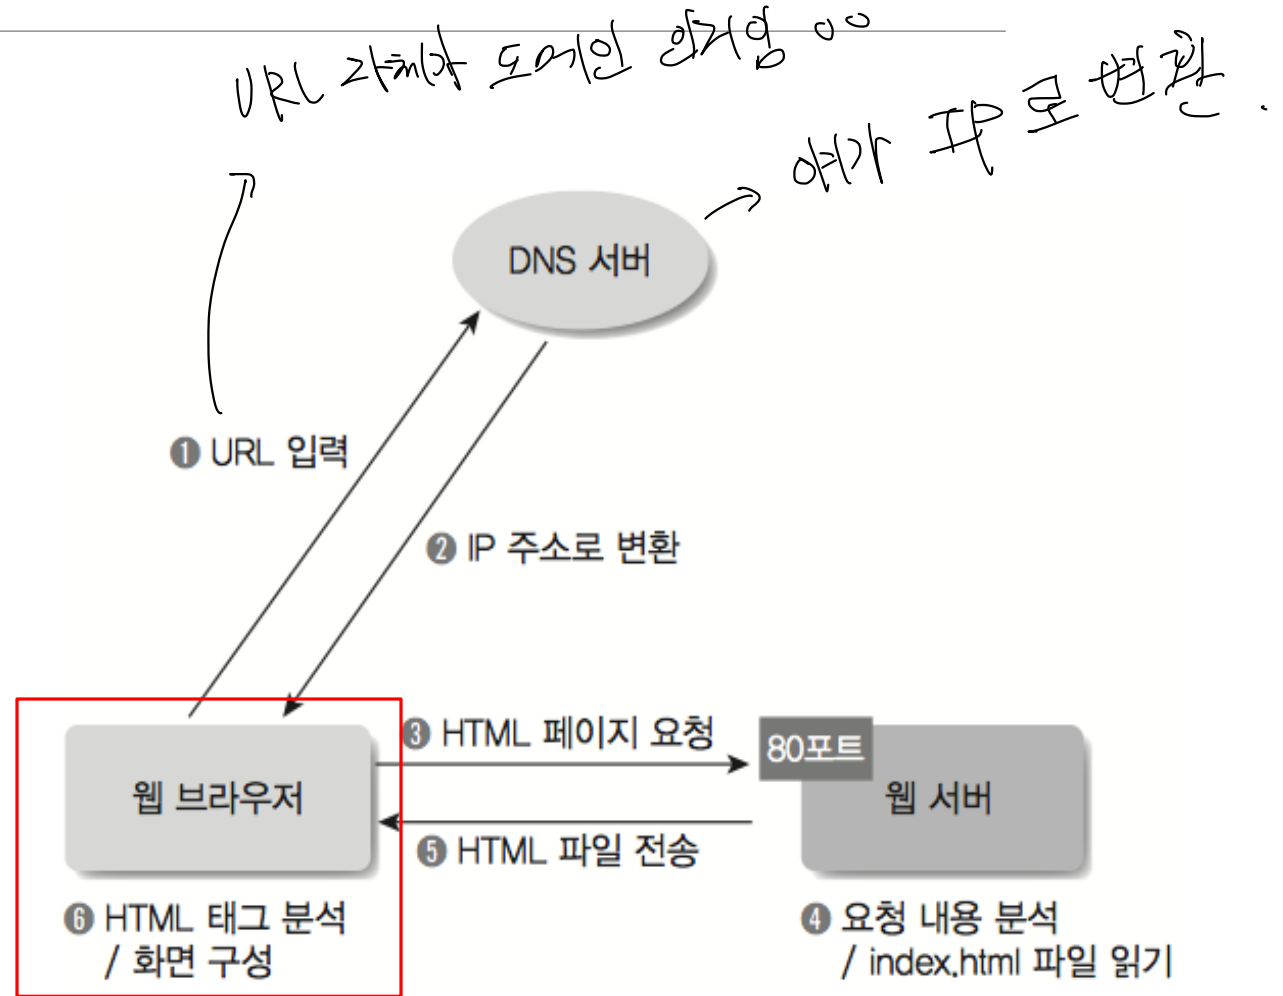 URL 자체가 도메인 아님 ㅇㅇ
→ 얘가 IP로 변환.
DNS 서버
❶ URL 입력
❷ IP 주소로 변환
❸ HTML 페이지 요청
80포트
웹 브라우저
웹 서버
❺ HTML 파일 전송
❻ HTML 태그 분석
/ 화면 구성
❹ 요청 내용 분석
/ index.html 파일 읽기